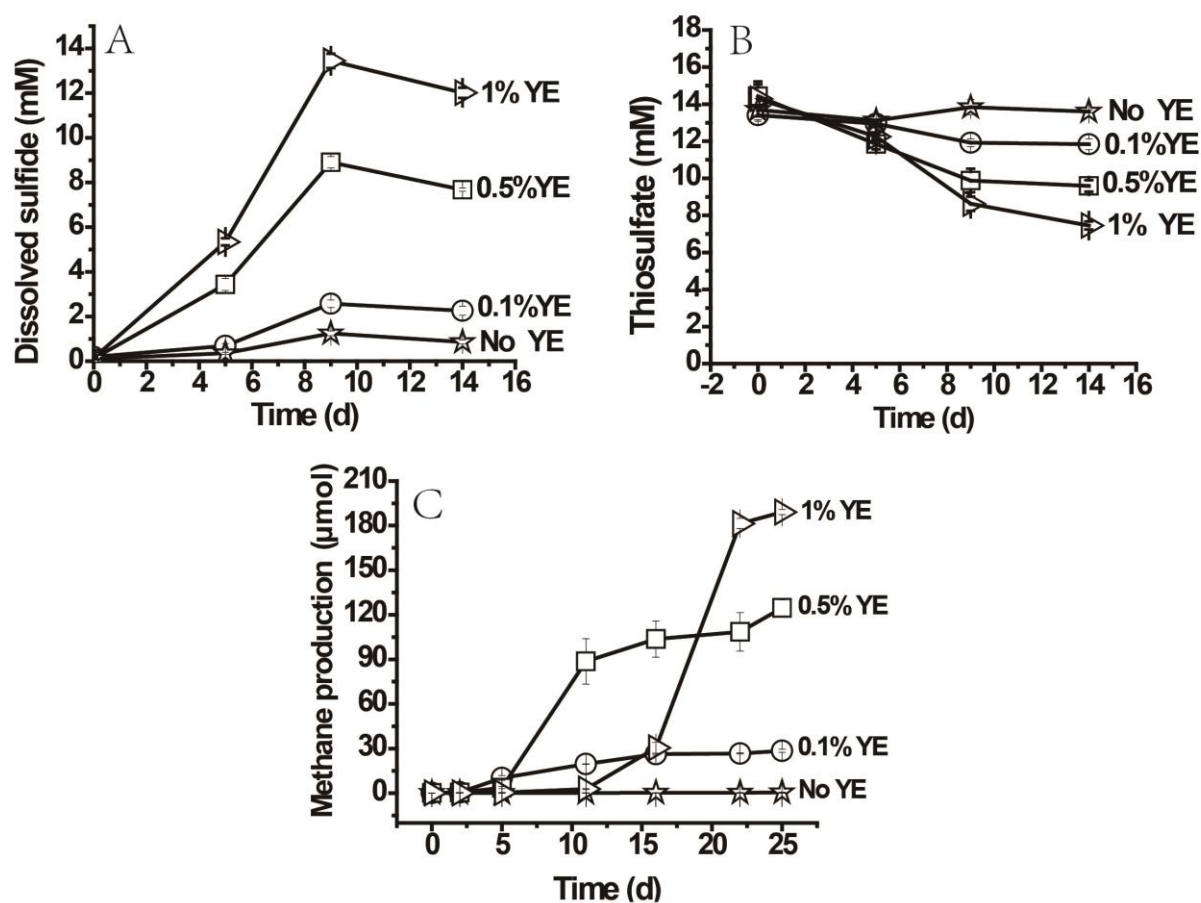 A
Dissolved sulfide (mM)
14
12
10
8
6
4
2
0
0 2 4 6 8 10 12 14 16
Time (d)
1% YE
0.5%YE
0.1%YE
No YE
B
Thiosulfate (mM)
18
16
14
12
10
8
6
4
2
0
-2 0 2 4 6 8 10 12 14 16
Time (d)
No YE
0.1%YE
0.5%YE
1% YE
C
Methane production (μmol)
210
180
150
120
90
60
30
0
0 5 10 15 20 25
Time (d)
1% YE
0.5% YE
0.1% YE
No YE